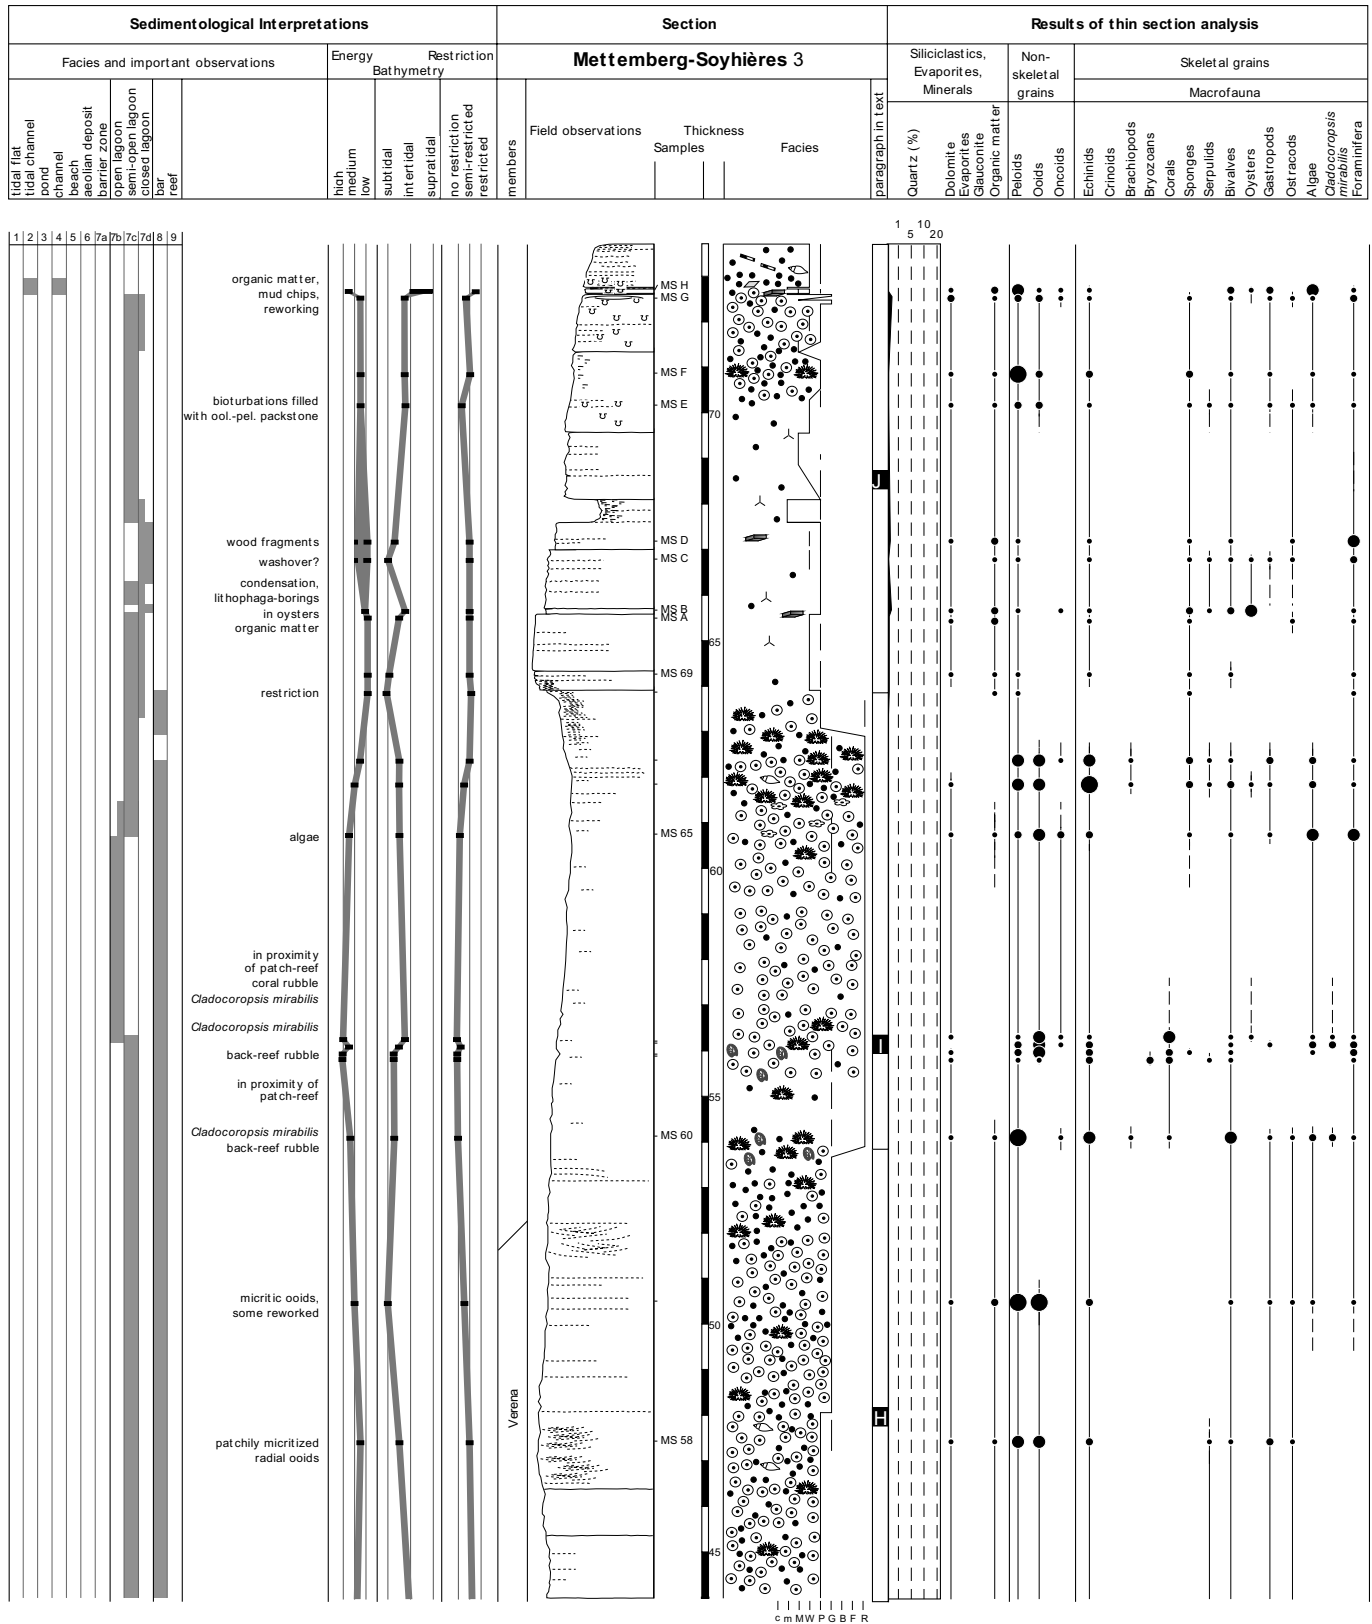 Sedimentological Interpretations
Section
Results of thin section analysis
Facies and important observations
Energy
Bathymetry
Restriction
Mettemberg-Soyhières 3
Siliciclastics,
Evaporites,
Minerals
Non-
skeletal
grains
Skeletal grains
Macrofauna
tidal flat
tidal channel
pond
channel
beach
aeolian deposit
barrier zone
open lagoon
semi-open lagoon
closed lagoon
bar
reef
high
medium
low
subtidal
intertidal
supratidal
no restriction
semi-restricted
restricted
members
Field observations
Thickness
Samples
Facies
paragraph in text
Quartz (%)
Dolomite
Evaporites
Glauconite
Organic matter
Peloids
Ooids
Oncoids
Echinids
Crinoids
Brachiopods
Bryozoans
Corals
Sponges
Serpulids
Bivalves
Oysters
Gastropods
Ostracods
Algae
Cladocoropsis
mirabilis
Foraminifera
1 2 3 4 5 6 7a 7b 7c 7d 8 9
1 10
5 20
organic matter,
mud chips,
reworking
MS H
MS G
MS F
bioturbations filled
with ool.-pel. packstone
MS E
70
J
wood fragments
MS D
washover?
MS C
condensation,
lithophaga-borings
in oysters
MS B
organic matter
MS A
65
MS 69
restriction
algae
MS 65
60
in proximity
of patch-reef
coral rubble
Cladocoropsis mirabilis
Cladocoropsis mirabilis
I
back-reef rubble
in proximity of
patch-reef
55
Cladocoropsis mirabilis
MS 60
back-reef rubble
micritic ooids,
some reworked
50
Verena
H
patchily micritized
radial ooids
MS 58
45
c m M W P G B F R